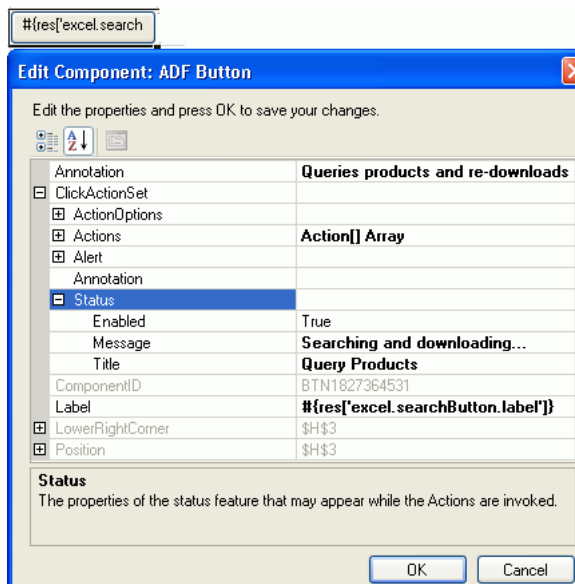 #{res['excel.search
Edit Component: ADF Button
Edit the properties and press OK to save your changes.
Annotation Queries products and re-downloads
ClickActionSet
ActionOptions
Actions Action[] Array
Alert
Annotation
Status
Enabled True
Message Searching and downloading...
Title Query Products
ComponentID BTN1827364531
Label #{res['excel.searchButton.label']}
LowerRightCorner $H$3
Position $H$3
Status
The properties of the status feature that may appear while the Actions are invoked.
OK Cancel